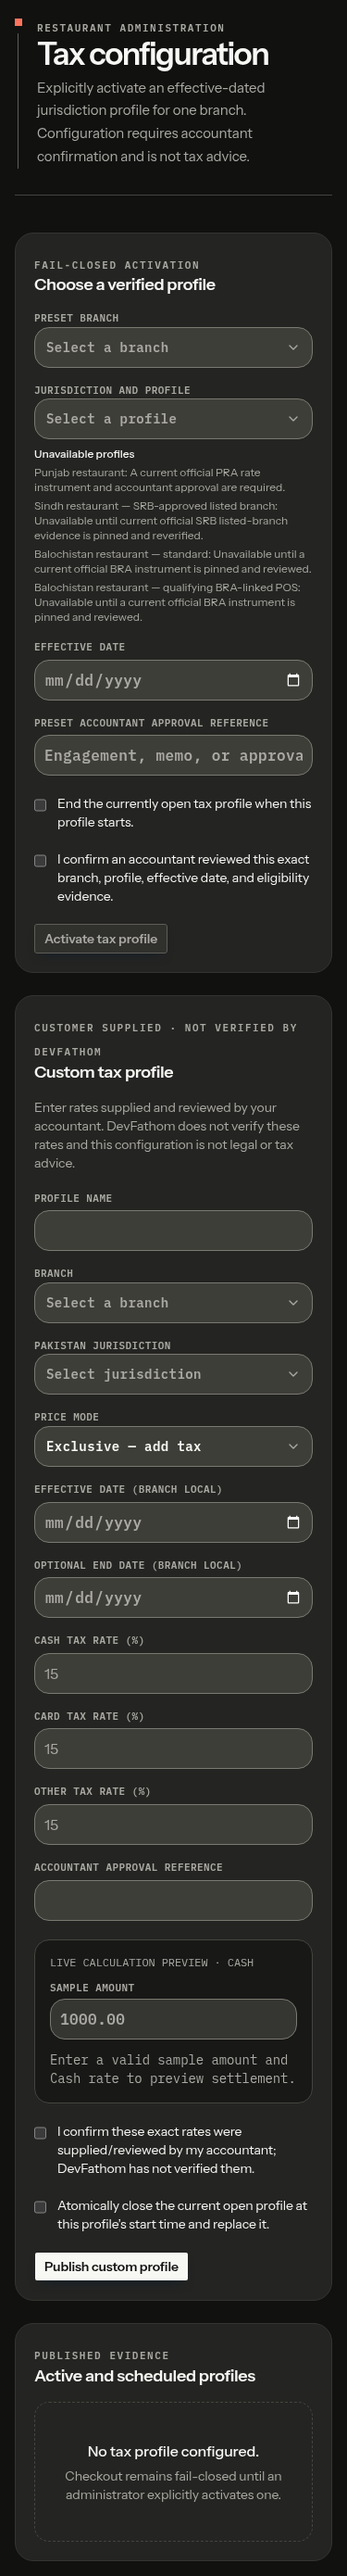 RESTAURANT ADMINISTRATION
Tax configuration
Explicitly activate an effective-dated
jurisdiction profile for one branch.
Configuration requires accountant
confirmation and is not tax advice.
FAIL-CLOSED ACTIVATION
Choose a verified profile
PRESET BRANCH
Select a branch
JURISDICTION AND PROFILE
Select a profile
Unavailable profiles
Punjab restaurant: A current official PRA rate
instrument and accountant approval are required.
Sindh restaurant — SRB-approved listed branch:
Unavailable until current official SRB listed-branch
evidence is pinned and reverified.
Balochistan restaurant — standard: Unavailable until a
current official BRA instrument is pinned and reviewed.
Balochistan restaurant — qualifying BRA-linked POS:
Unavailable until a current official BRA instrument is
pinned and reviewed.
EFFECTIVE DATE
mm/dd/yyyy
PRESET ACCOUNTANT APPROVAL REFERENCE
Engagement, memo, or approva
End the currently open tax profile when this
profile starts.
I confirm an accountant reviewed this exact
branch, profile, effective date, and eligibility
evidence.
Activate tax profile
CUSTOMER SUPPLIED · NOT VERIFIED BY
DEVFATHOM
Custom tax profile
Enter rates supplied and reviewed by your
accountant. DevFathom does not verify these
rates and this configuration is not legal or tax
advice.
PROFILE NAME
BRANCH
Select a branch
PAKISTAN JURISDICTION
Select jurisdiction
PRICE MODE
Exclusive — add tax
EFFECTIVE DATE (BRANCH LOCAL)
mm/dd/yyyy
OPTIONAL END DATE (BRANCH LOCAL)
mm/dd/yyyy
CASH TAX RATE (%)
15
CARD TAX RATE (%)
15
OTHER TAX RATE (%)
15
ACCOUNTANT APPROVAL REFERENCE
LIVE CALCULATION PREVIEW · CASH
SAMPLE AMOUNT
1000.00
Enter a valid sample amount and
Cash rate to preview settlement.
I confirm these exact rates were
supplied/reviewed by my accountant;
DevFathom has not verified them.
Atomically close the current open profile at
this profile's start time and replace it.
Publish custom profile
PUBLISHED EVIDENCE
Active and scheduled profiles
No tax profile configured.
Checkout remains fail-closed until an
administrator explicitly activates one.